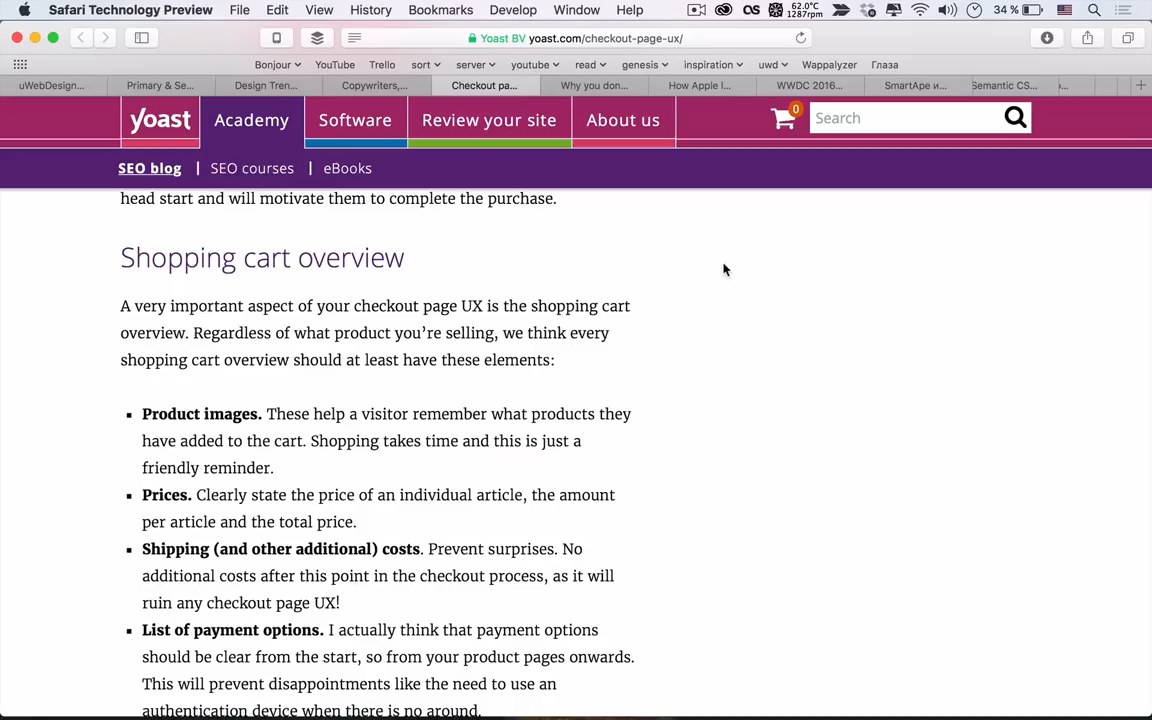 Safari Technology Preview File Edit View History Bookmarks Develop Window Help 62.0°C 1287rpm 34 %
Yoast BV yoast.com/checkout-page-ux/
Bonjour YouTube Trello sort server youtube read genesis inspiration uwd Wappalyzer Глаза
uWebDesign... Primary & Se... Design Tren... Copywriters,... Checkout pa... Why you don... How Apple I... WWDC 2016... SmartApe и... Semantic CS...
yoast Academy Software Review your site About us 0 Search
SEO blog | SEO courses | eBooks
head start and will motivate them to complete the purchase.
Shopping cart overview
A very important aspect of your checkout page UX is the shopping cart
overview. Regardless of what product you're selling, we think every
shopping cart overview should at least have these elements:
Product images. These help a visitor remember what products they
have added to the cart. Shopping takes time and this is just a
friendly reminder.
Prices. Clearly state the price of an individual article, the amount
per article and the total price.
Shipping (and other additional) costs. Prevent surprises. No
additional costs after this point in the checkout process, as it will
ruin any checkout page UX!
List of payment options. I actually think that payment options
should be clear from the start, so from your product pages onwards.
This will prevent disappointments like the need to use an
authentication device when there is no around.